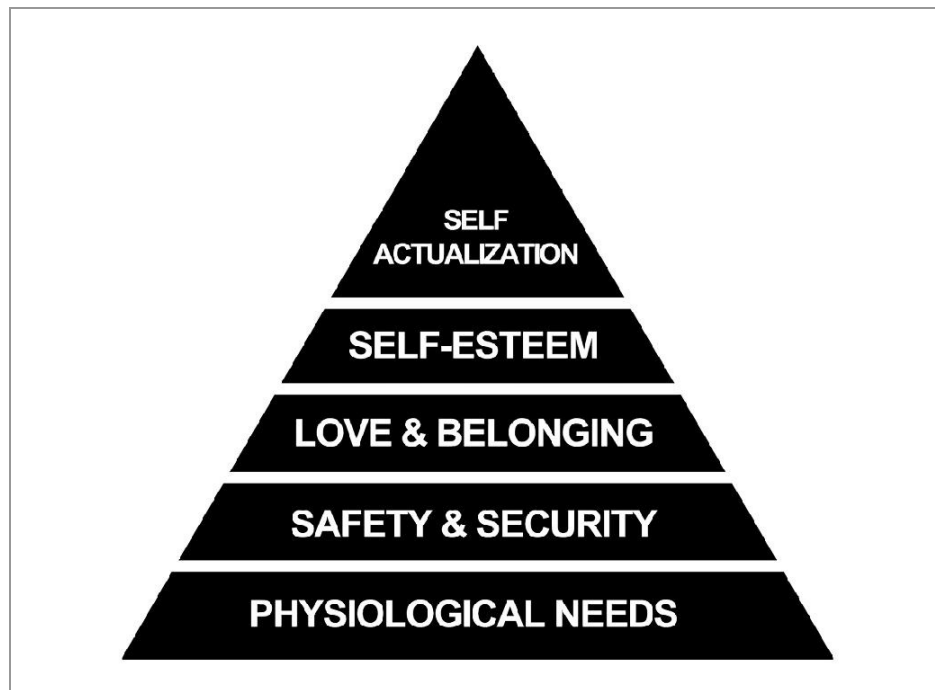 SELF
ACTUALIZATION
SELF-ESTEEM
LOVE & BELONGING
SAFETY & SECURITY
PHYSIOLOGICAL NEEDS